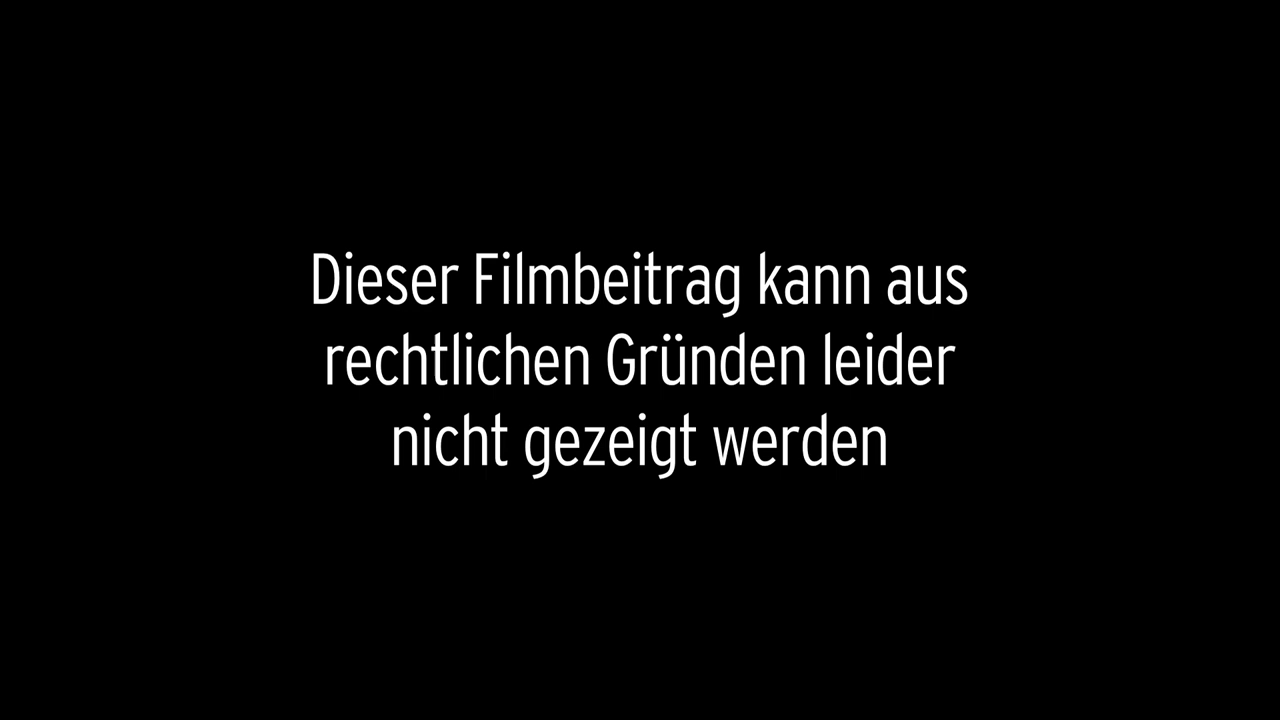 Dieser Filmbeitrag kann aus
rechtlichen Gründen leider
nicht gezeigt werden